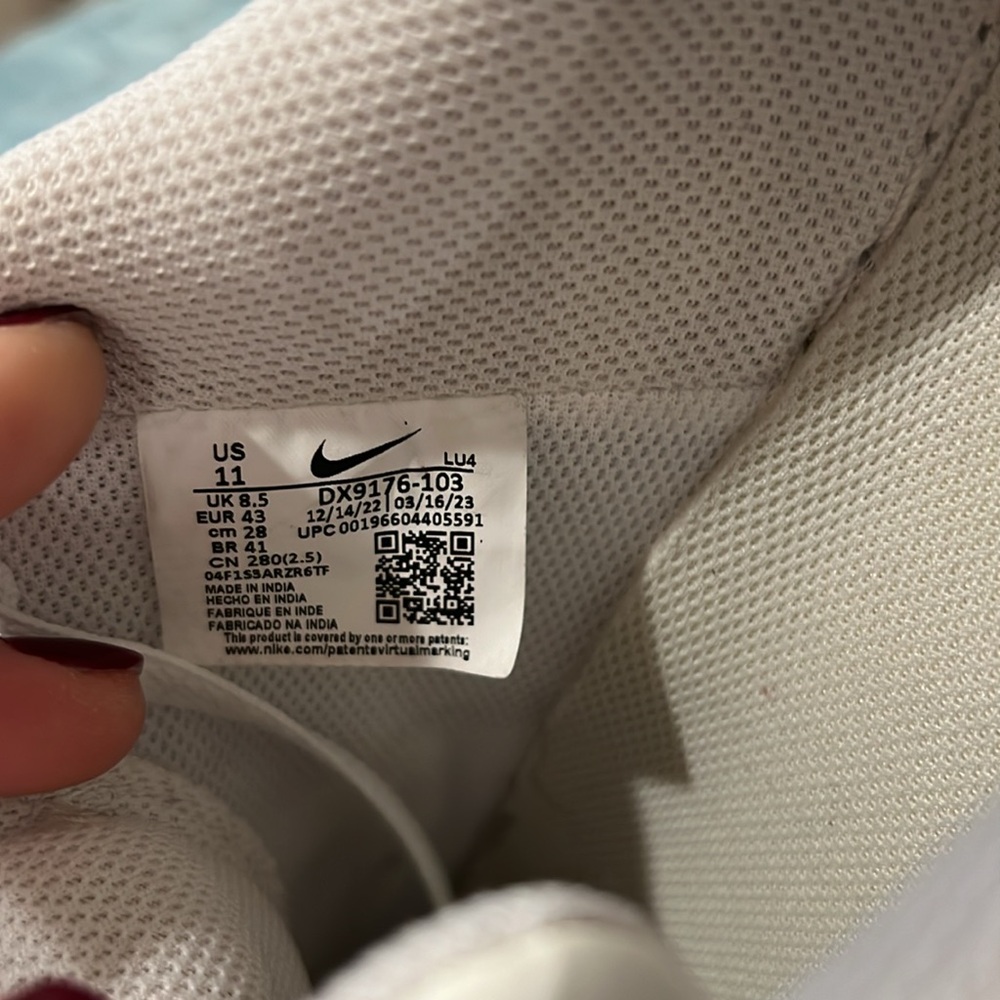 US
11
LU4
UK 8.5
DX9176-103
EUR 43
12/14/22 | 03/16/23
cm 28
UPC 00196604405591
BR 41
CN 280(2.5)
04F1S5ARZR6TF
MADE IN INDIA
HECHO EN INDIA
FABRIQUE EN INDE
FABRICADO NA INDIA
This product is covered by one or more patents:
www.nike.com/patentsvirtualmarking